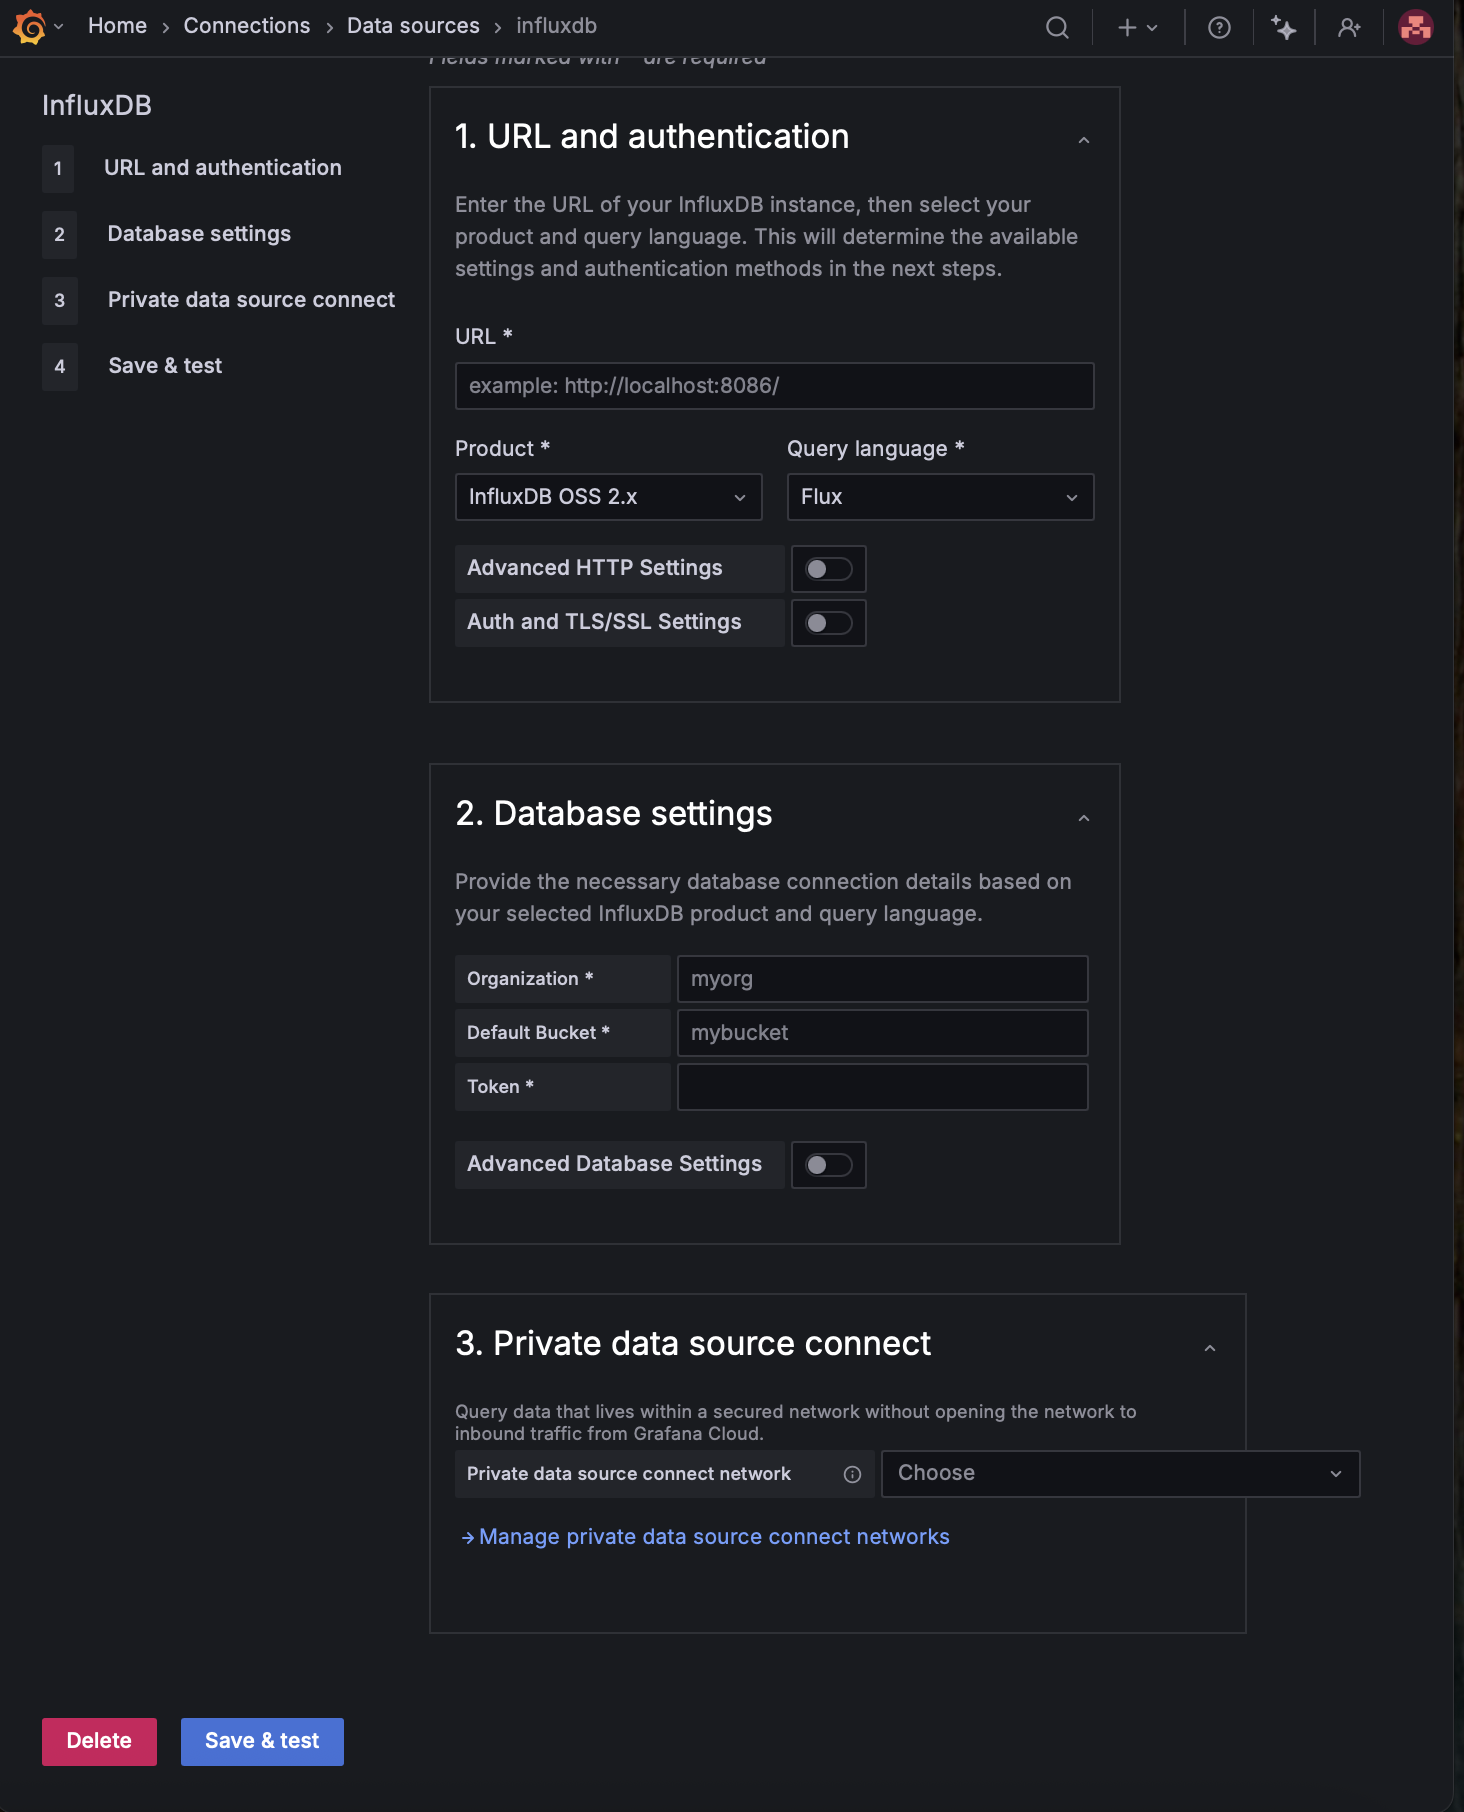 Home › Connections › Data sources › influxdb
Fields marked with * are required
InfluxDB
1 URL and authentication
2 Database settings
3 Private data source connect
4 Save & test
1. URL and authentication
Enter the URL of your InfluxDB instance, then select your
product and query language. This will determine the available
settings and authentication methods in the next steps.
URL *
example: http://localhost:8086/
Product * Query language *
InfluxDB OSS 2.x Flux
Advanced HTTP Settings
Auth and TLS/SSL Settings
2. Database settings
Provide the necessary database connection details based on
your selected InfluxDB product and query language.
Organization * myorg
Default Bucket * mybucket
Token *
Advanced Database Settings
3. Private data source connect
Query data that lives within a secured network without opening the network to
inbound traffic from Grafana Cloud.
Private data source connect network Choose
→ Manage private data source connect networks
Delete Save & test